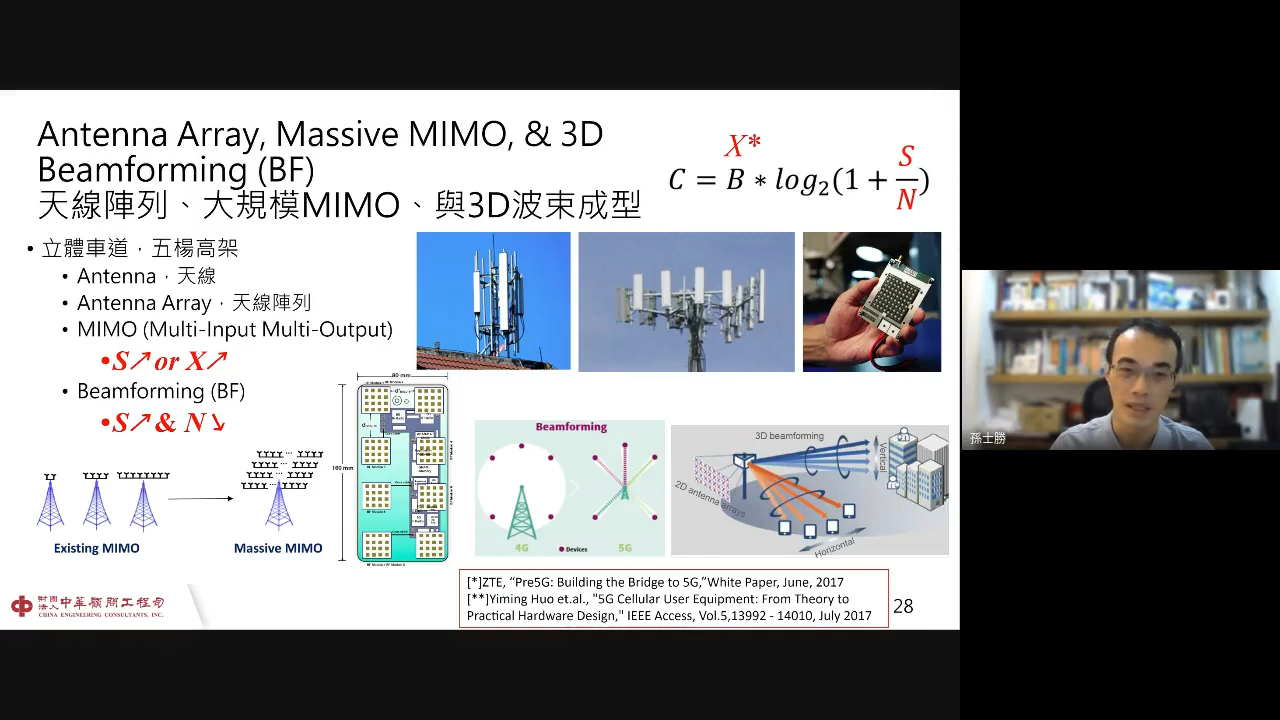 Antenna Array, Massive MIMO, & 3D
Beamforming (BF)
天線陣列、大規模MIMO、與3D波束成型
X*
C = B ∗ log₂(1 + S/N)
• 立體車道，五楊高架
• Antenna，天線
• Antenna Array，天線陣列
• MIMO (Multi-Input Multi-Output)
•S↗ or X↗
• Beamforming (BF)
•S↗ & N↘
Existing MIMO
Massive MIMO
80 mm
160 mm
Beamforming
4G
Devices
5G
3D beamforming
Vertical
2D antenna arrays
Horizontal
[*]ZTE, “Pre5G: Building the Bridge to 5G,”White Paper, June, 2017
[**]Yiming Huo et.al., "5G Cellular User Equipment: From Theory to
Practical Hardware Design," IEEE Access, Vol.5,13992 - 14010, July 2017
28
財團法人中華顧問工程司
CHINA ENGINEERING CONSULTANTS, INC.
孫士勝